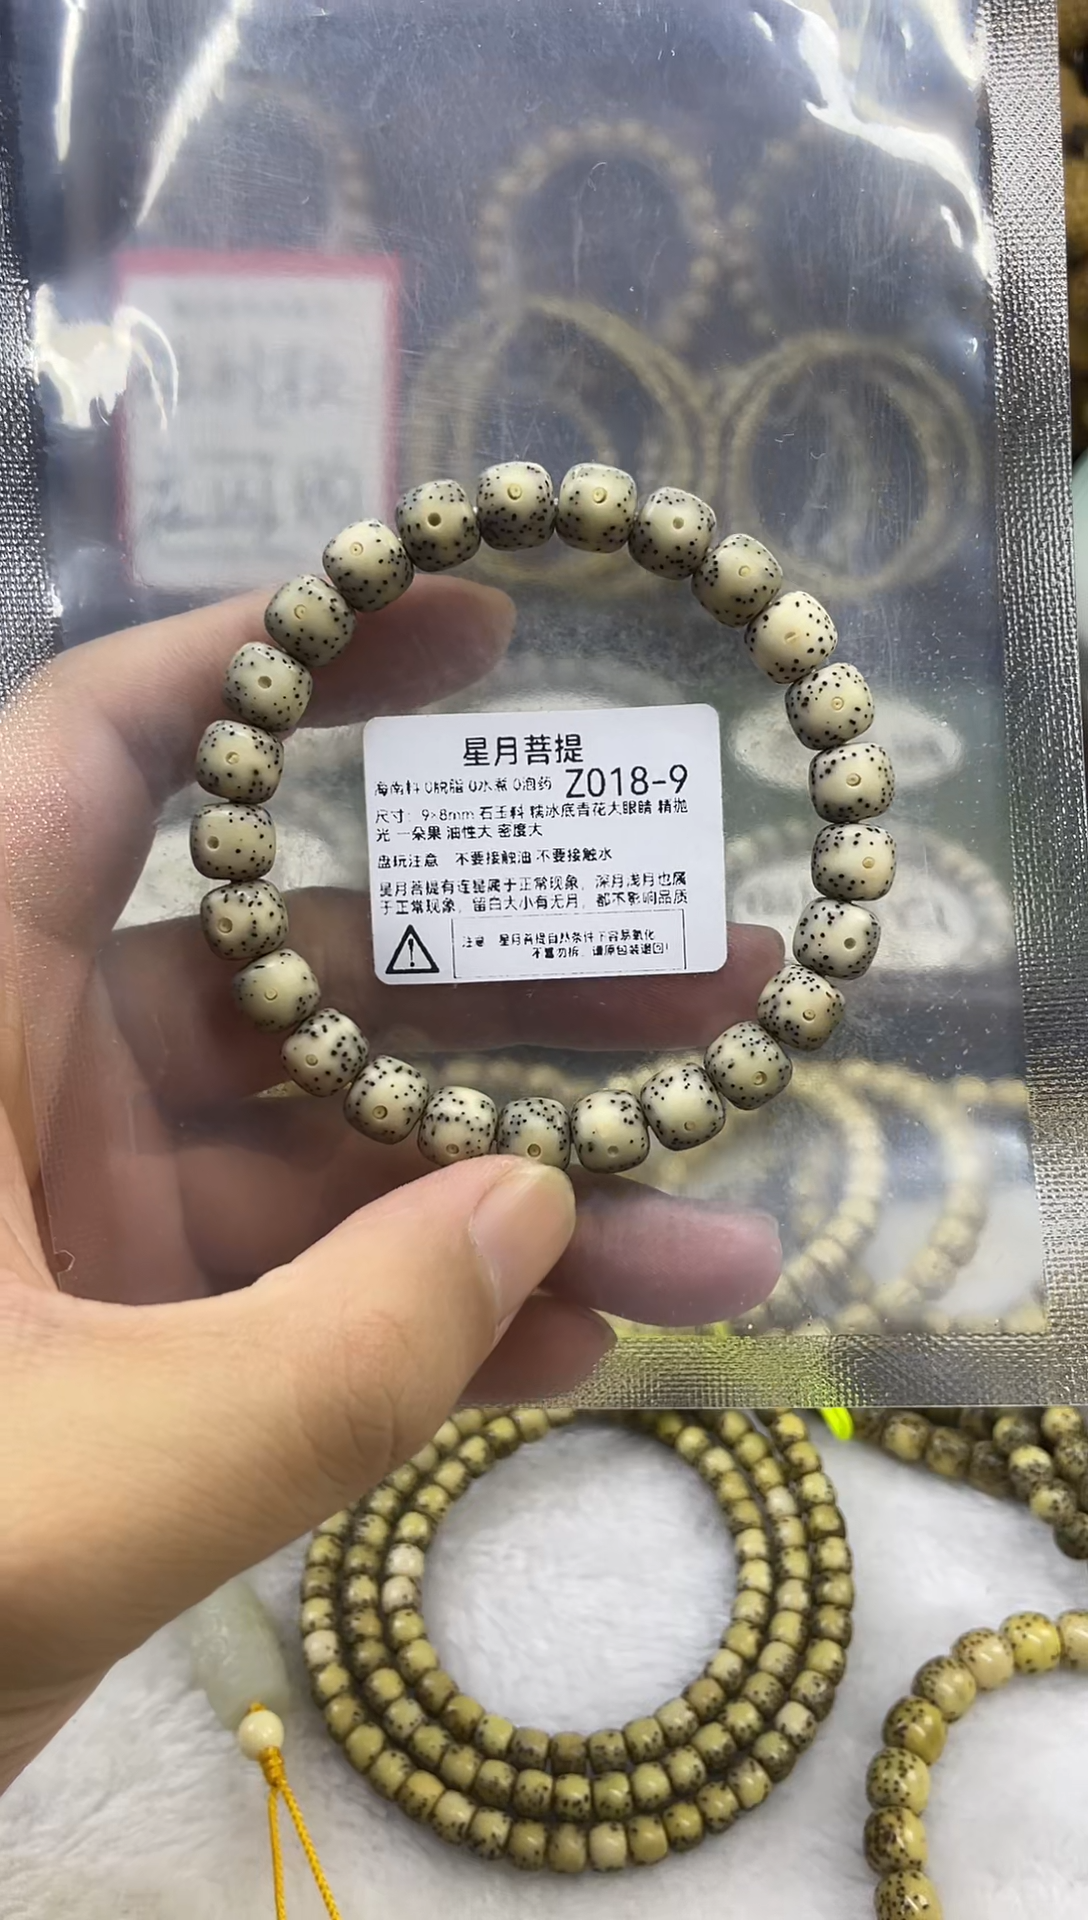 星月菩提
海南料 0脱脂 0水煮 0泡药 Z018-9
尺寸: 9×8mm 石玉料 糯冰底青花大眼睛 精抛
光 一朵果 油性大 密度大
盘玩注意 不要接触油 不要接触水
星月菩提有连星属于正常现象, 深月浅月也属
于正常现象, 留白大小有无月, 都不影响品质
注意 星月菩提自然条件下容易氧化
不喜勿拆, 请原包装退回!